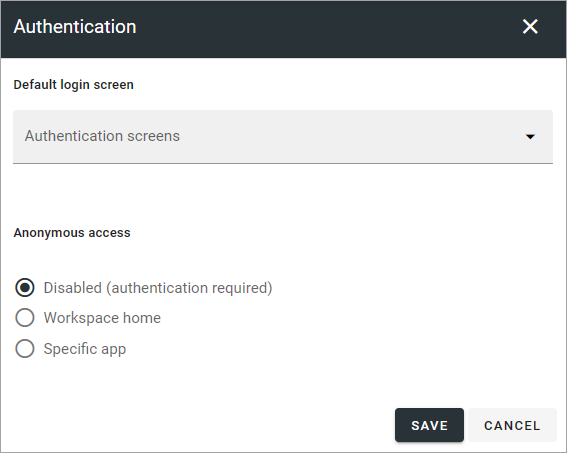 Authentication
Default login screen
Authentication screens
Anonymous access
Disabled (authentication required)
Workspace home
Specific app
SAVE CANCEL